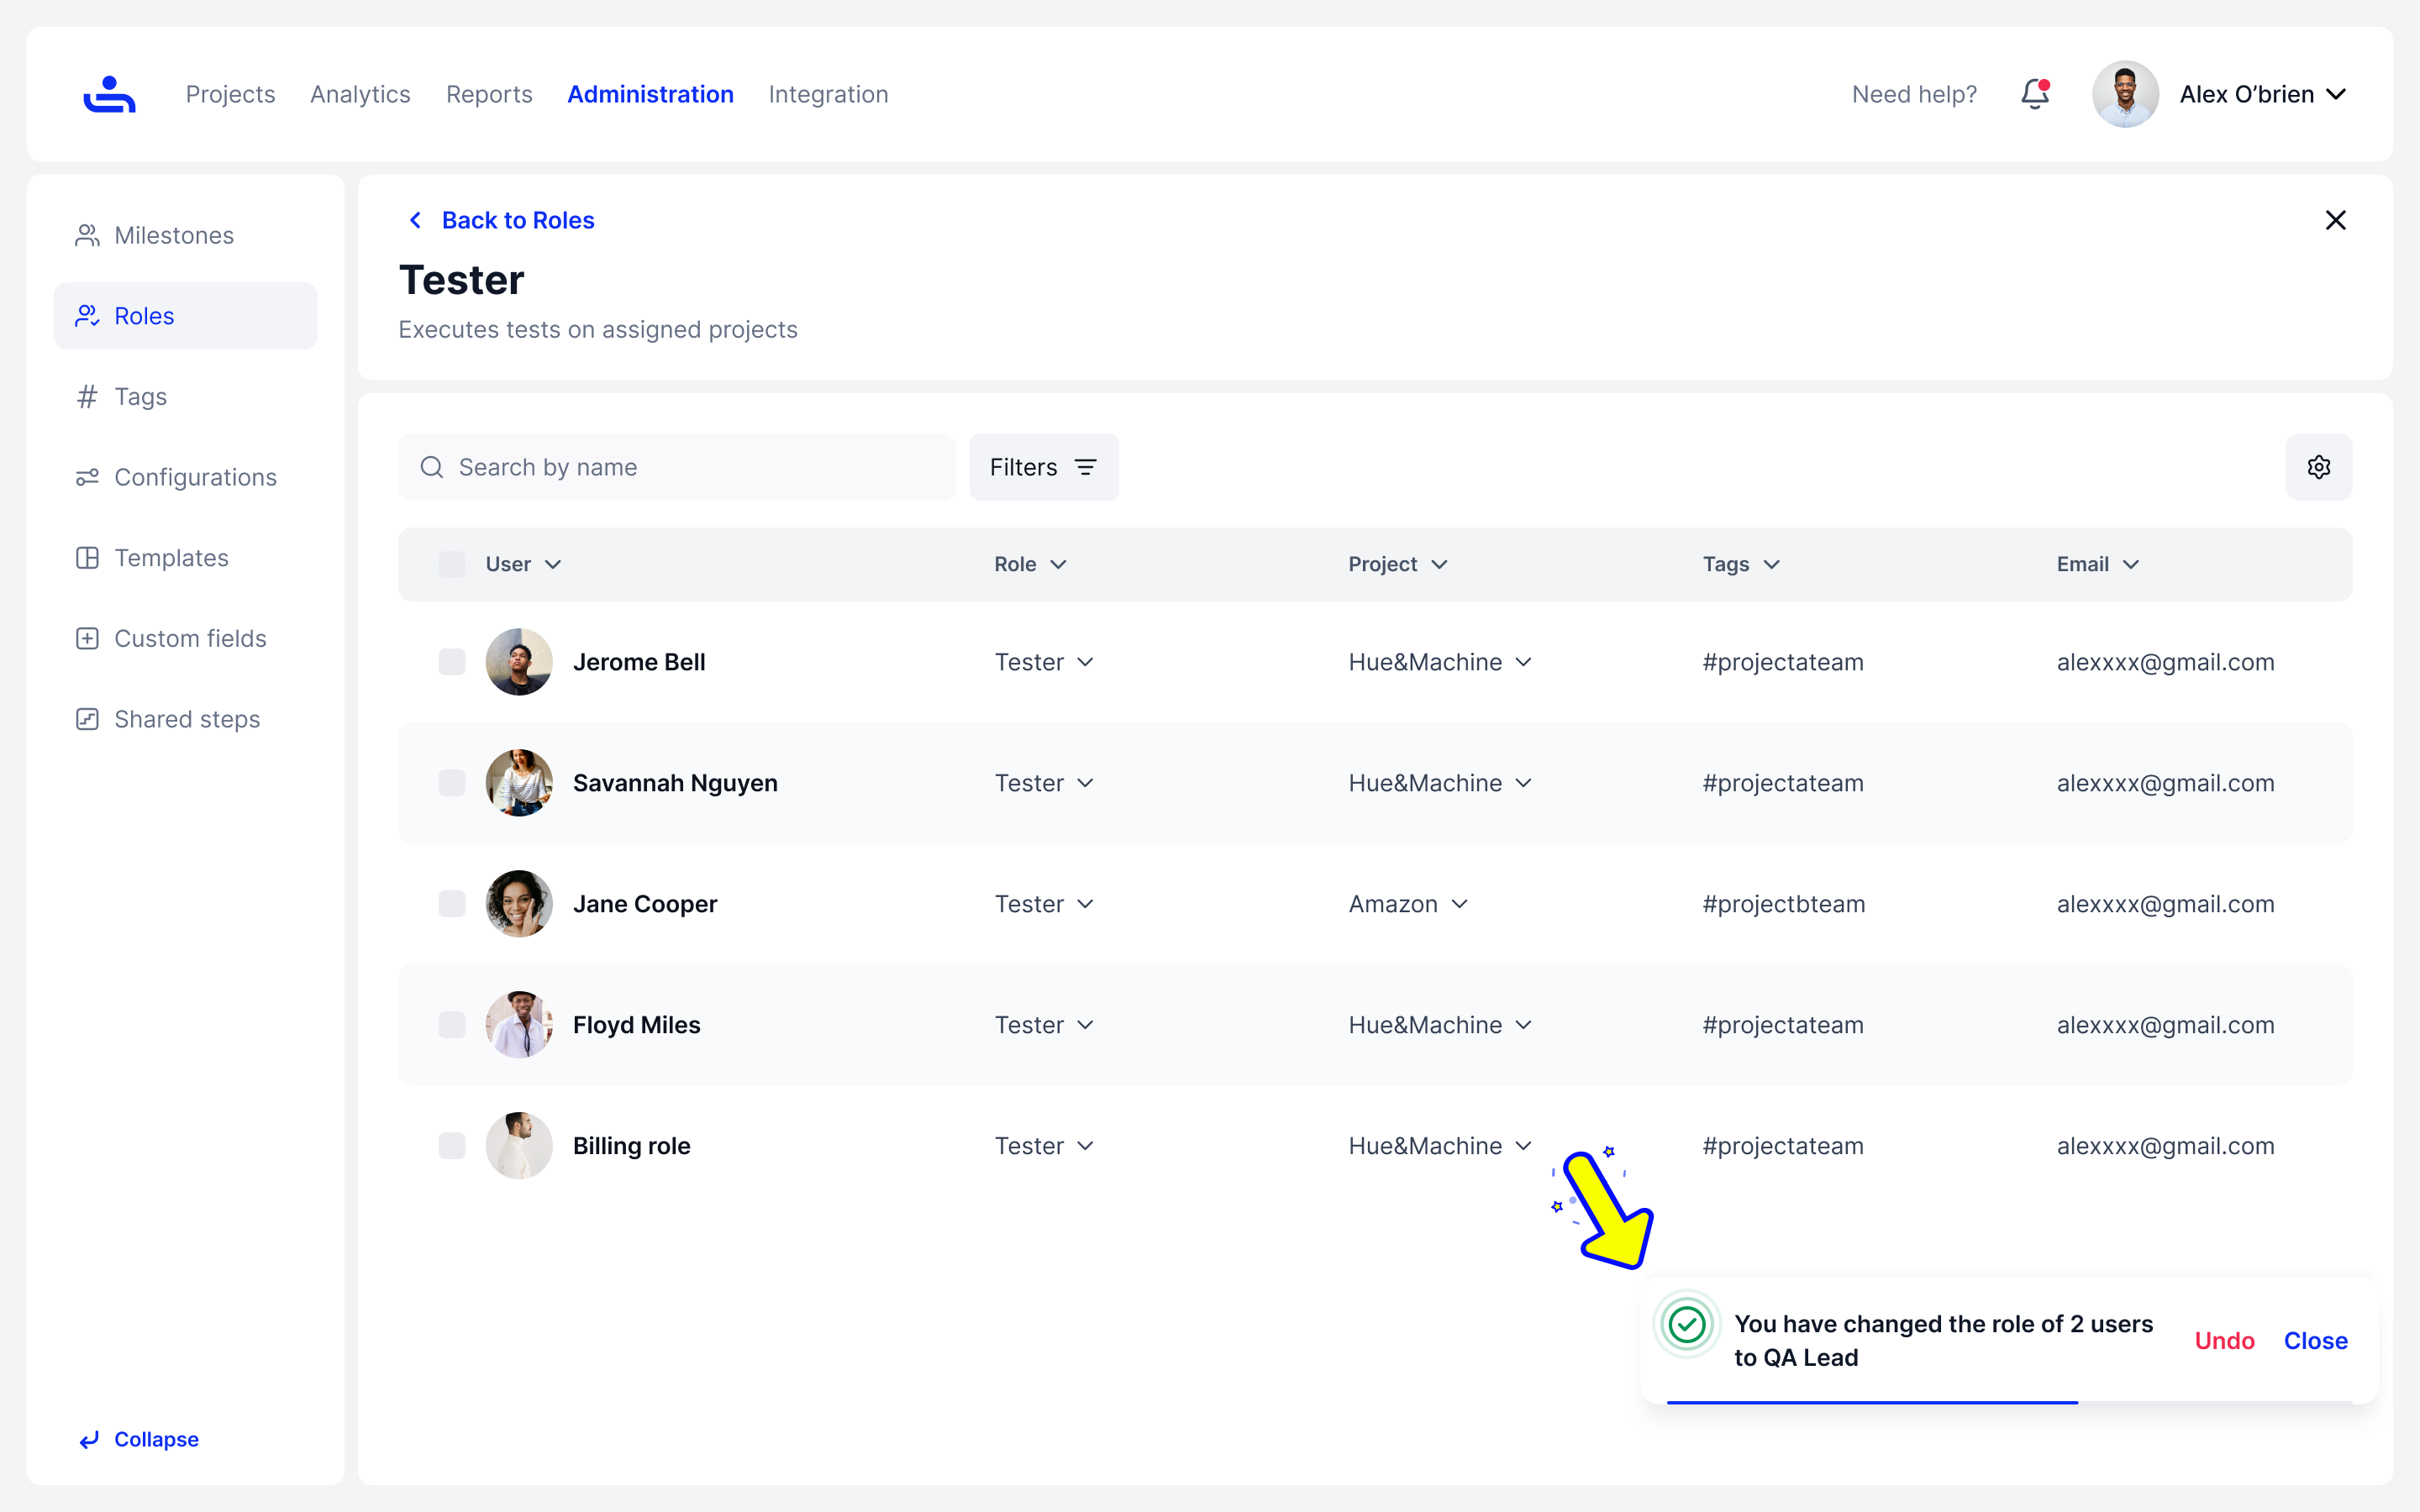 Projects Analytics Reports Administration Integration Need help? Alex O’brien
Milestones
Roles
Tags
Configurations
Templates
Custom fields
Shared steps
Collapse
Back to Roles
Tester
Executes tests on assigned projects
Search by name Filters
User Role Project Tags Email
Jerome Bell Tester Hue&Machine #projectateam alexxxx@gmail.com
Savannah Nguyen Tester Hue&Machine #projectateam alexxxx@gmail.com
Jane Cooper Tester Amazon #projectbteam alexxxx@gmail.com
Floyd Miles Tester Hue&Machine #projectateam alexxxx@gmail.com
Billing role Tester Hue&Machine #projectateam alexxxx@gmail.com
You have changed the role of 2 users
to QA Lead
Undo Close